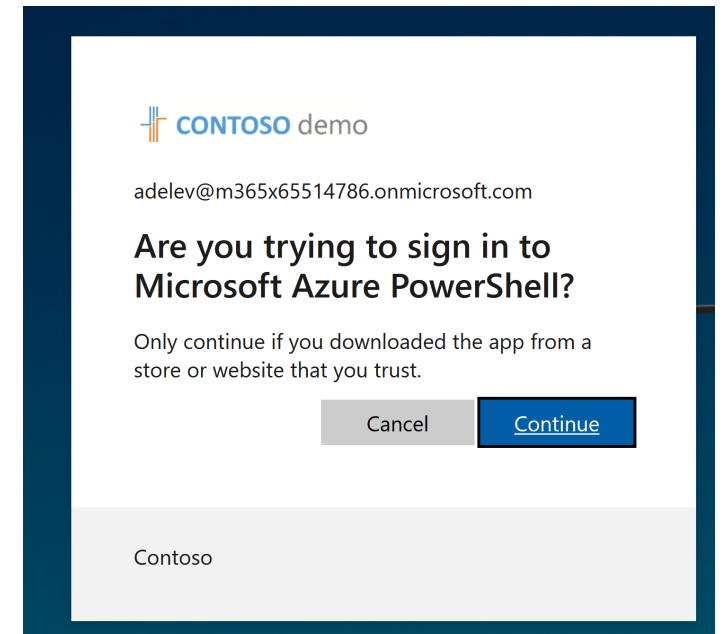 CONTOSO demo
adelev@m365x65514786.onmicrosoft.com
Are you trying to sign in to
Microsoft Azure PowerShell?
Only continue if you downloaded the app from a
store or website that you trust.
Cancel Continue
Contoso